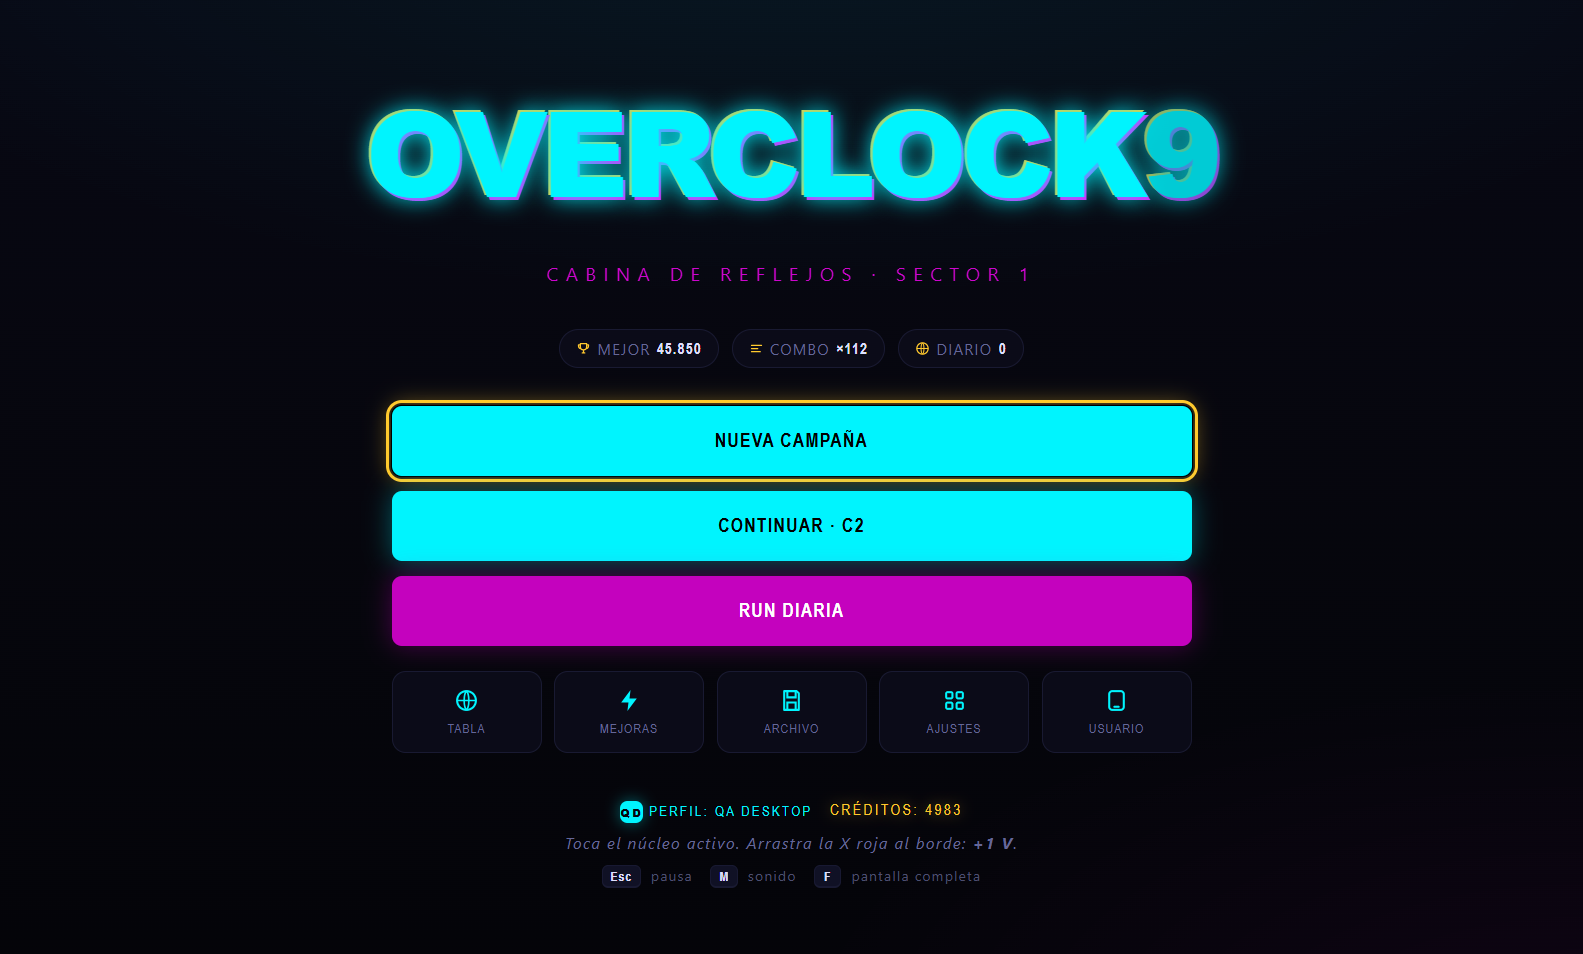 OVERCLOCK9
CABINA DE REFLEJOS · SECTOR 1
MEJOR 45.850 COMBO ×112 DIARIO 0
NUEVA CAMPAÑA
CONTINUAR · C2
RUN DIARIA
TABLA MEJORAS ARCHIVO AJUSTES USUARIO
QD PERFIL: QA DESKTOP CRÉDITOS: 4983
Toca el núcleo activo. Arrastra la X roja al borde: +1 V.
Esc pausa M sonido F pantalla completa